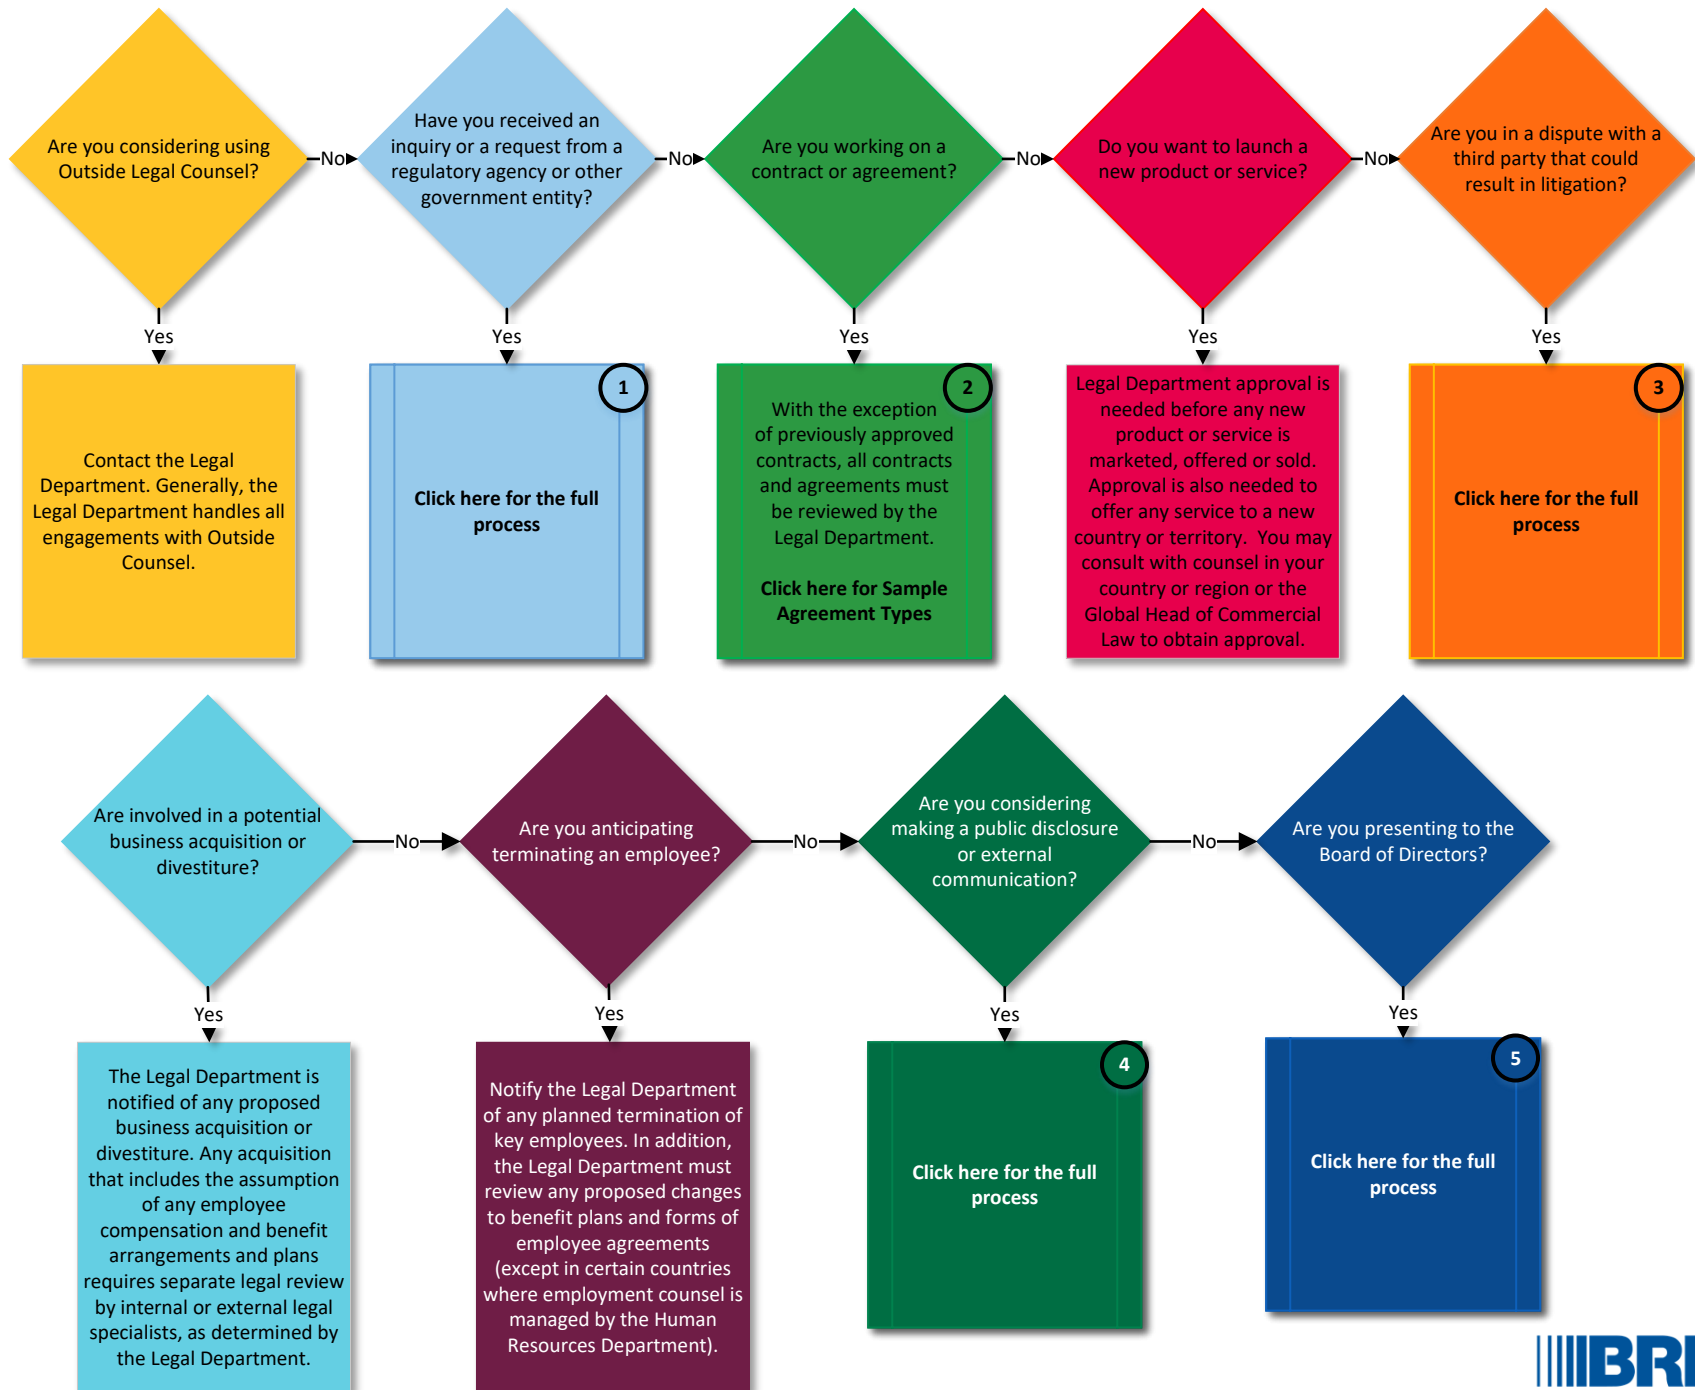 Are you considering using
Outside Legal Counsel?
No
Have you received an
inquiry or a request from a
regulatory agency or other
government entity?
No
Are you working on a
contract or agreement?
No
Do you want to launch a
new product or service?
No
Are you in a dispute with a
third party that could
result in litigation?
Yes
Yes
Yes
Yes
Yes
Contact the Legal
Department. Generally, the
Legal Department handles all
engagements with Outside
Counsel.
1
Click here for the full
process
2
With the exception
of previously approved
contracts, all contracts
and agreements must
be reviewed by the
Legal Department.
Click here for Sample
Agreement Types
Legal Department approval is
needed before any new
product or service is
marketed, offered or sold.
Approval is also needed to
offer any service to a new
country or territory.  You may
consult with counsel in your
country or region or the
Global Head of Commercial
Law to obtain approval.
3
Click here for the full
process
Are involved in a potential
business acquisition or
divestiture?
No
Are you anticipating
terminating an employee?
No
Are you considering
making a public disclosure
or external
communication?
No
Are you presenting to the
Board of Directors?
Yes
Yes
Yes
Yes
The Legal Department is
notified of any proposed
business acquisition or
divestiture. Any acquisition
that includes the assumption
of any employee
compensation and benefit
arrangements and plans
requires separate legal review
by internal or external legal
specialists, as determined by
the Legal Department.
Notify the Legal Department
of any planned termination of
key employees. In addition,
the Legal Department must
review any proposed changes
to benefit plans and forms of
employee agreements
(except in certain countries
where employment counsel is
managed by the Human
Resources Department).
4
Click here for the full
process
5
Click here for the full
process
BRI